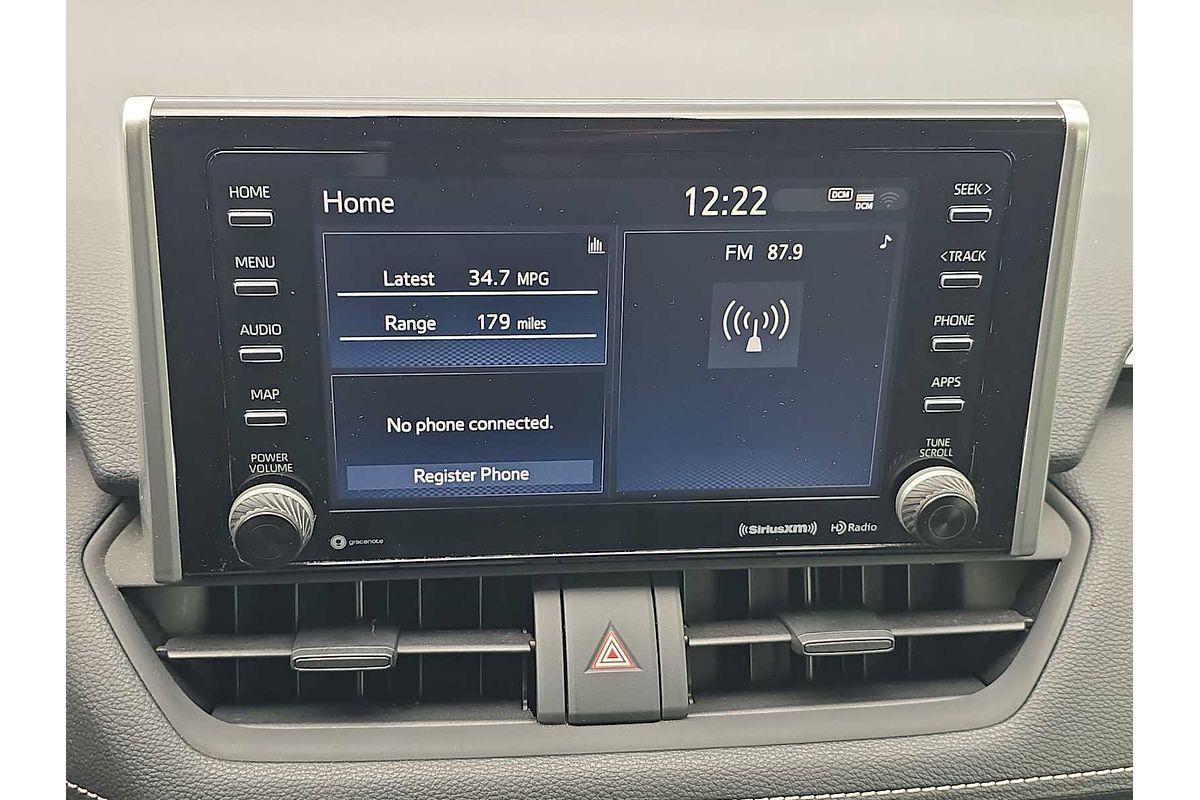 HOME
MENU
AUDIO
MAP
POWER
VOLUME
Home
12:22
DCM
DCM
Latest 34.7 MPG
Range 179 miles
No phone connected.
Register Phone
FM 87.9
SEEK>
<TRACK
PHONE
APPS
TUNE
SCROLL
gracenote
((SiriusXM))
HD Radio